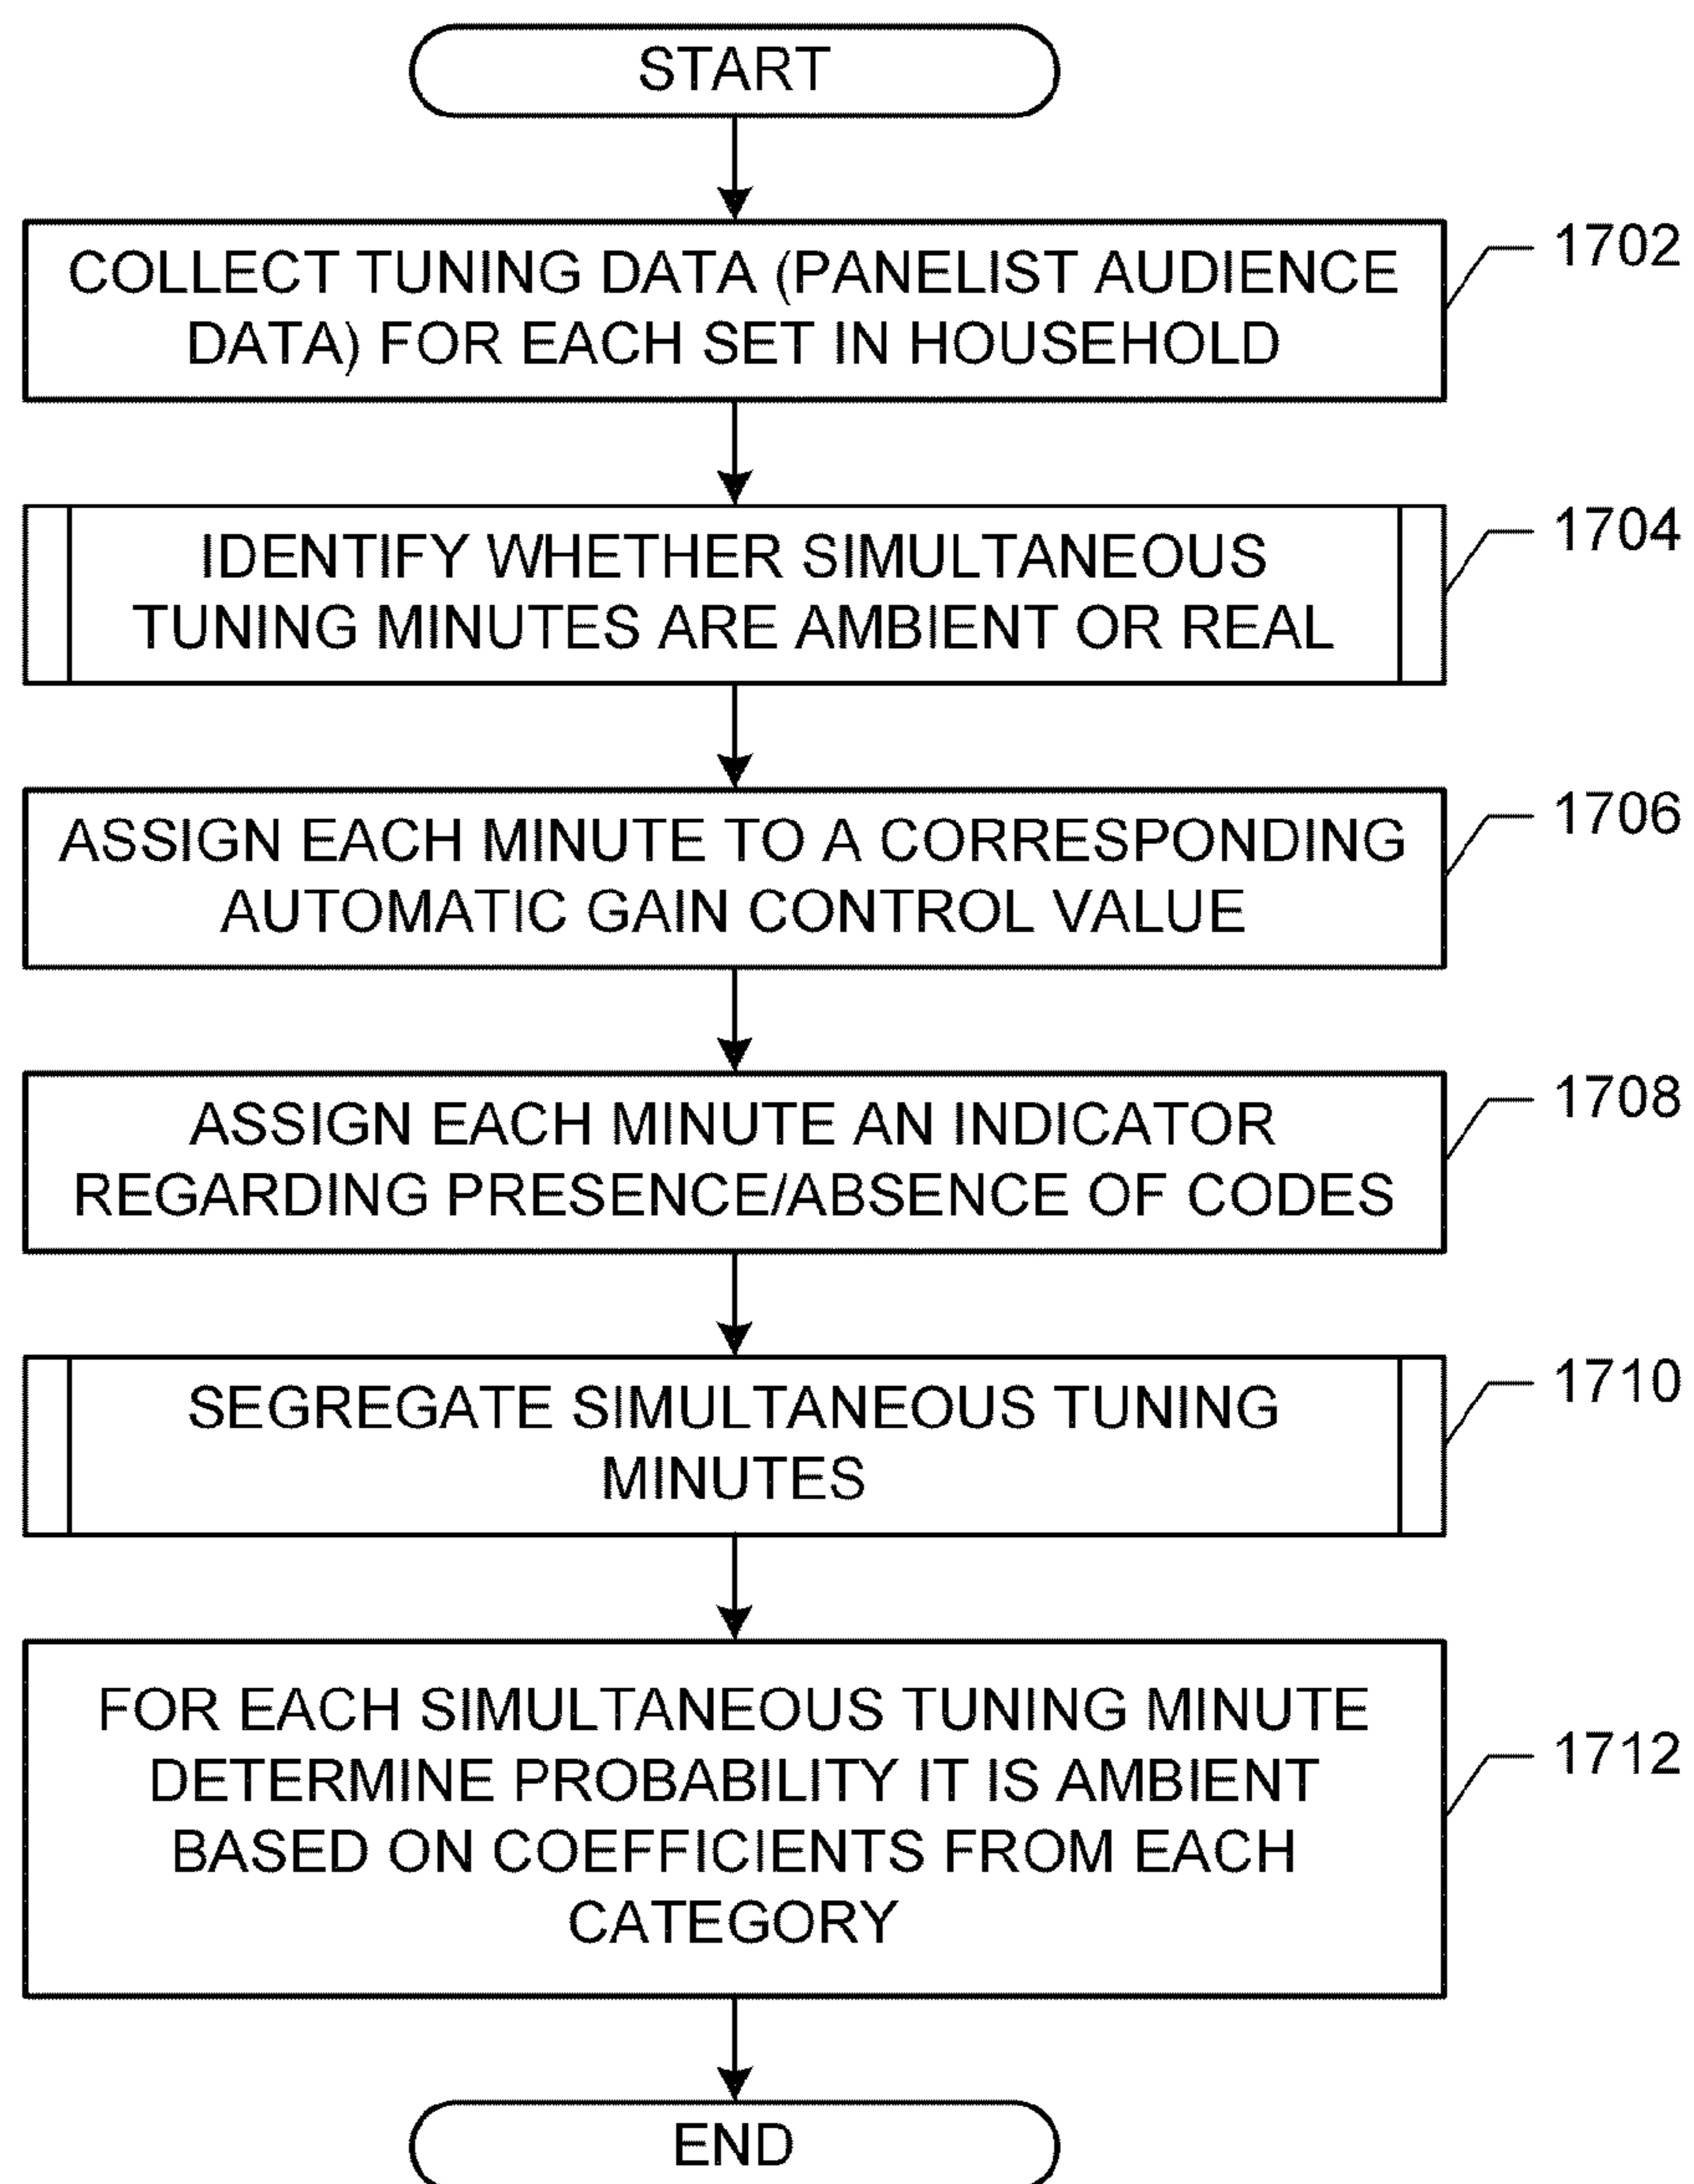 START
COLLECT TUNING DATA (PANELIST AUDIENCE
DATA) FOR EACH SET IN HOUSEHOLD
1702
IDENTIFY WHETHER SIMULTANEOUS
TUNING MINUTES ARE AMBIENT OR REAL
1704
ASSIGN EACH MINUTE TO A CORRESPONDING
AUTOMATIC GAIN CONTROL VALUE
1706
ASSIGN EACH MINUTE AN INDICATOR
REGARDING PRESENCE/ABSENCE OF CODES
1708
SEGREGATE SIMULTANEOUS TUNING
MINUTES
1710
FOR EACH SIMULTANEOUS TUNING MINUTE
DETERMINE PROBABILITY IT IS AMBIENT
BASED ON COEFFICIENTS FROM EACH
CATEGORY
1712
END